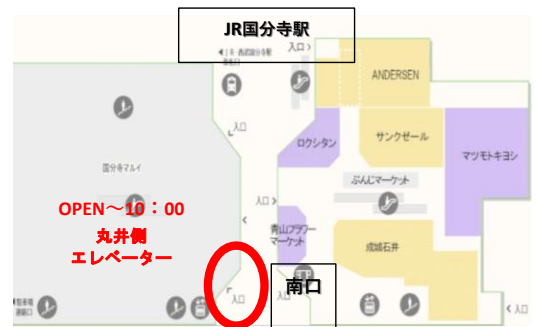 JR国分寺駅
入口
ANDERSEN
入口
ロクシタン
サンクゼール
マツモトキヨシ
国分寺マルイ
ぶんじマーケット
OPEN～10：00
丸井側
エレベーター
入口
青山フラワー
マーケット
成城石井
南口
入口
入口
入口